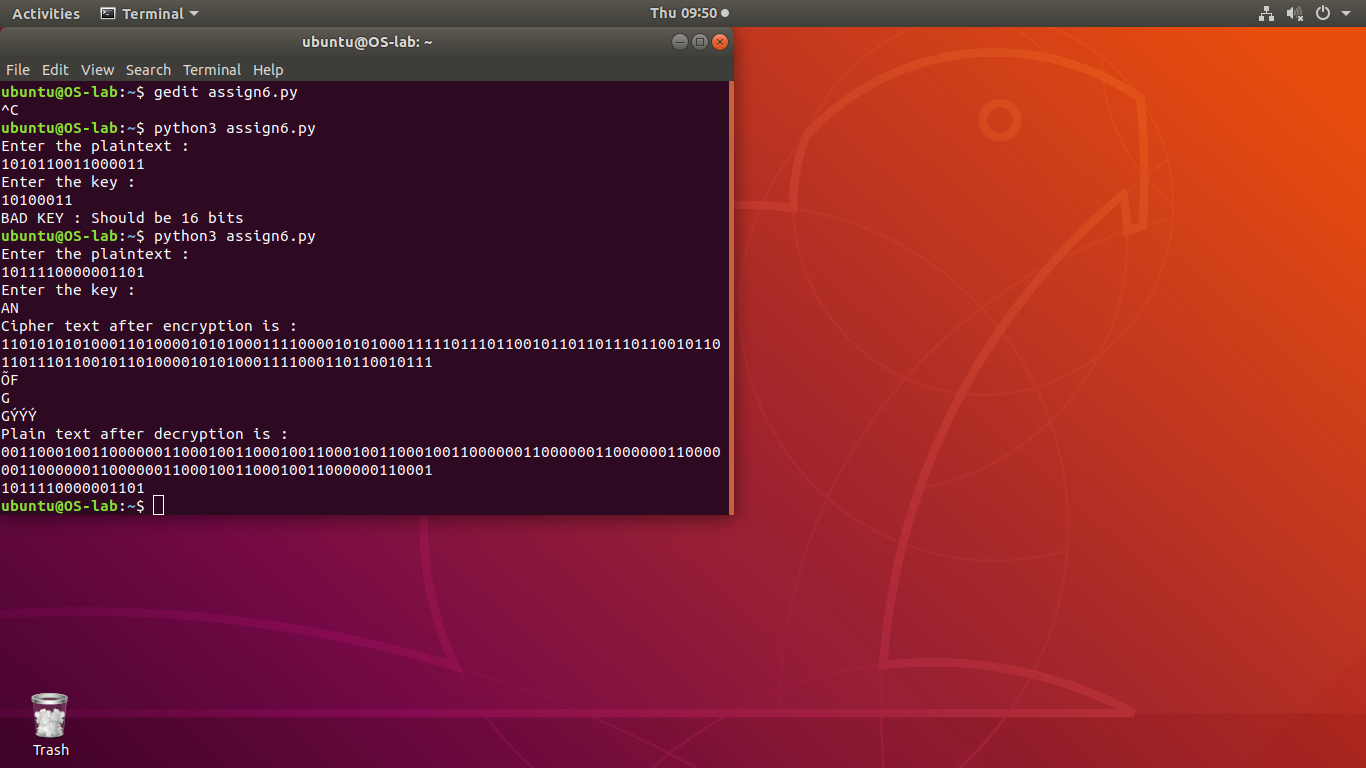 Activities Terminal Thu 09:50
ubuntu@OS-lab: ~
File Edit View Search Terminal Help
ubuntu@OS-lab:~$ gedit assign6.py
^C
ubuntu@OS-lab:~$ python3 assign6.py
Enter the plaintext :
1010110011000011
Enter the key :
10100011
BAD KEY : Should be 16 bits
ubuntu@OS-lab:~$ python3 assign6.py
Enter the plaintext :
1011110000001101
Enter the key :
AN
Cipher text after encryption is :
11010101010001101000010101000111100001010100011111011101100101101101110110010110
110111011001011010000101010001111000110110010111
ÕF
G
GÝÝÝ
Plain text after decryption is :
00110001001100000011000100110001001100010011000100110000001100000011000000110000
001100000011000000110001001100010011000000110001
1011110000001101
ubuntu@OS-lab:~$
Trash